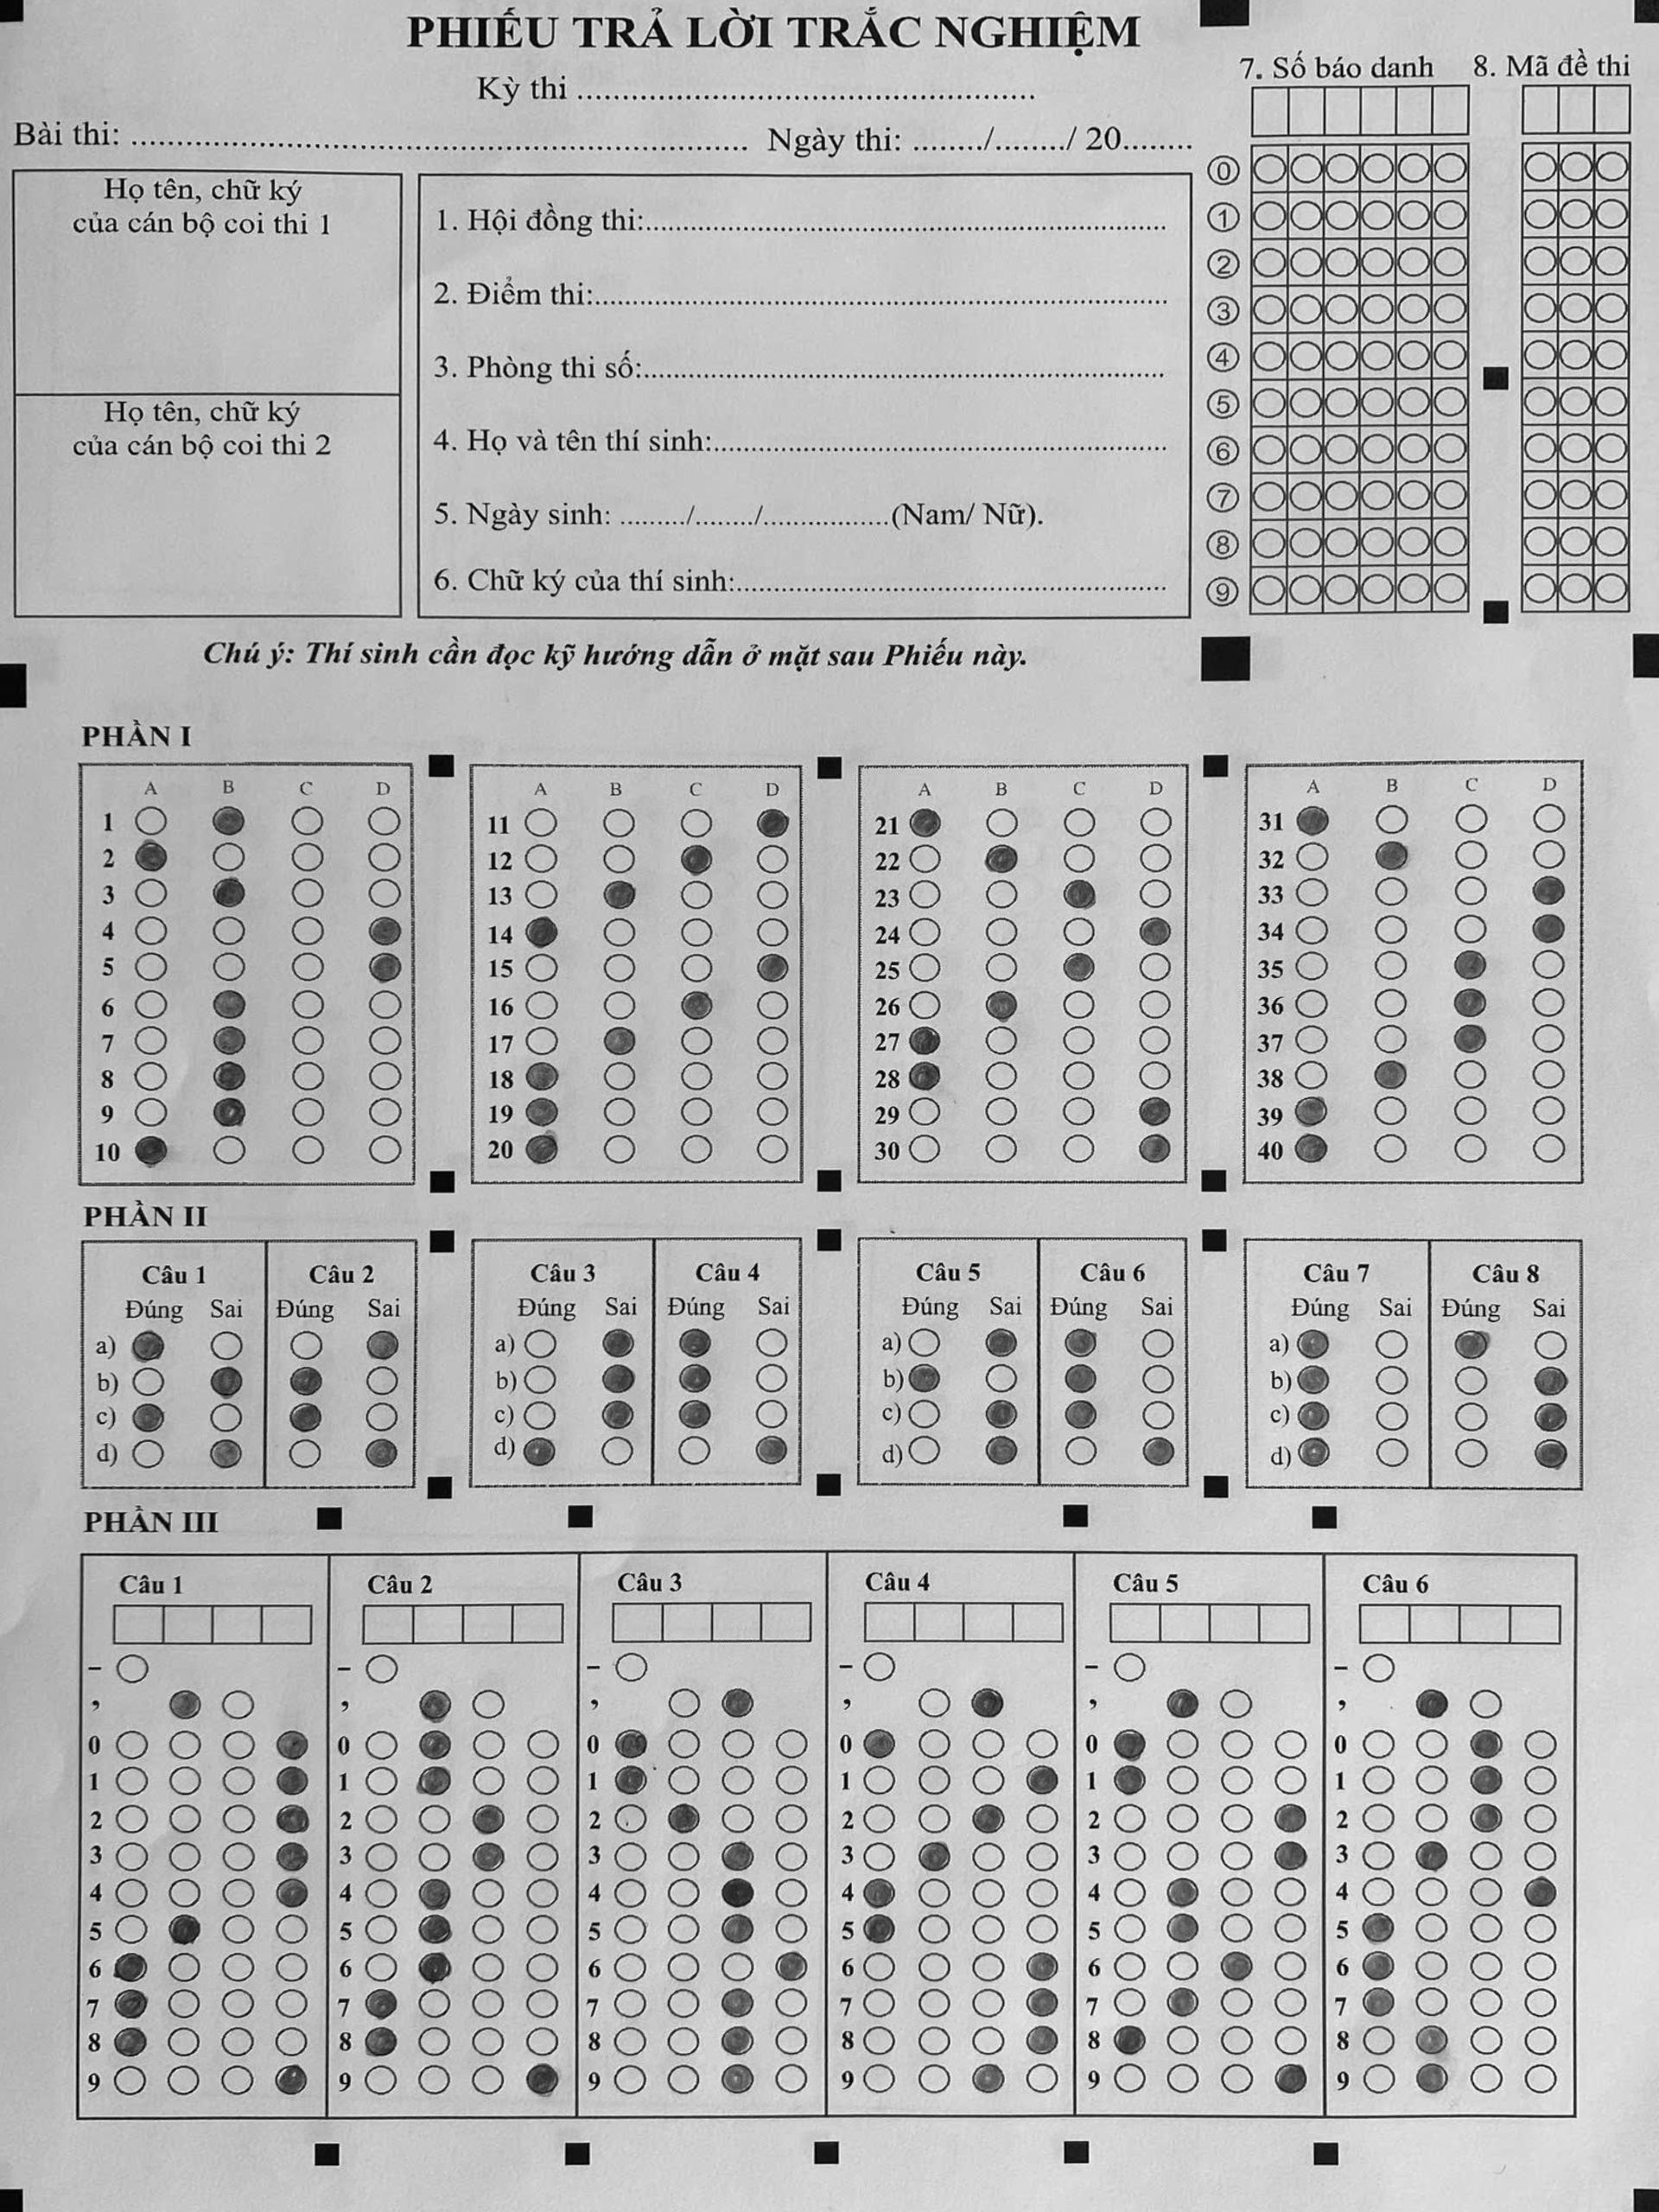 PHIẾU TRẢ LỜI TRẮC NGHIỆM
Kỳ thi ..................................................
Bài thi: .................................................................... Ngày thi: ......../......../ 20........
7. Số báo danh 8. Mã đề thi
Họ tên, chữ ký
của cán bộ coi thi 1
Họ tên, chữ ký
của cán bộ coi thi 2
1. Hội đồng thi:..........................................................
2. Điểm thi:................................................................
3. Phòng thi số:..........................................................
4. Họ và tên thí sinh:..................................................
5. Ngày sinh: ........./......../................(Nam/ Nữ).
6. Chữ ký của thí sinh:................................................
0
1
2
3
4
5
6
7
8
9
Chú ý: Thí sinh cần đọc kỹ hướng dẫn ở mặt sau Phiếu này.
PHẦN I
A B C D A B C D A B C D A B C D
1 11 21 31
2 12 22 32
3 13 23 33
4 14 24 34
5 15 25 35
6 16 26 36
7 17 27 37
8 18 28 38
9 19 29 39
10 20 30 40
PHẦN II
Câu 1 Câu 2 Câu 3 Câu 4 Câu 5 Câu 6 Câu 7 Câu 8
Đúng Sai Đúng Sai Đúng Sai Đúng Sai Đúng Sai Đúng Sai Đúng Sai Đúng Sai
a) a) a) a)
b) b) b) b)
c) c) c) c)
d) d) d) d)
PHẦN III
Câu 1 Câu 2 Câu 3 Câu 4 Câu 5 Câu 6
- - - - - -
, , , , , ,
0 0 0 0 0 0
1 1 1 1 1 1
2 2 2 2 2 2
3 3 3 3 3 3
4 4 4 4 4 4
5 5 5 5 5 5
6 6 6 6 6 6
7 7 7 7 7 7
8 8 8 8 8 8
9 9 9 9 9 9